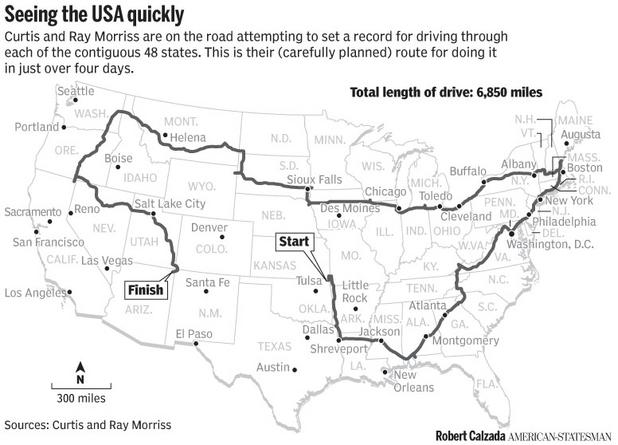 Seeing the USA quickly
Curtis and Ray Morriss are on the road attempting to set a record for driving through
each of the contiguous 48 states. This is their (carefully planned) route for doing it
in just over four days.
Total length of drive: 6,850 miles
Seattle
WASH.
Portland
ORE.
MONT.
Helena
Boise
IDAHO
WYO.
N.D.
S.D.
MINN.
WIS.
MICH.
Sioux Falls
Chicago
Toledo
Buffalo
Cleveland
Albany
N.Y.
N.H.
VT.
MAINE
Augusta
MASS.
Boston
R.I.
CONN.
New York
N.J.
Philadelphia
DEL.
MD.
Washington, D.C.
PENN.
Sacramento
Reno
San Francisco
NEV.
CALIF.
Las Vegas
Los Angeles
Salt Lake City
UTAH
Denver
COLO.
NEB.
Des Moines
IOWA
ILL.
IND.
OHIO
W.VA.
VA.
Start
KANSAS
MO.
KY.
Finish
ARIZ.
Santa Fe
N.M.
El Paso
Tulsa
OKLA.
Little
Rock
ARK.
TENN.
N.C.
S.C.
Atlanta
GA.
ALA.
MISS.
Jackson
Montgomery
Dallas
Shreveport
TEXAS
Austin
LA.
New
Orleans
FLA.
N
300 miles
Sources: Curtis and Ray Morriss
Robert Calzada AMERICAN-STATESMAN